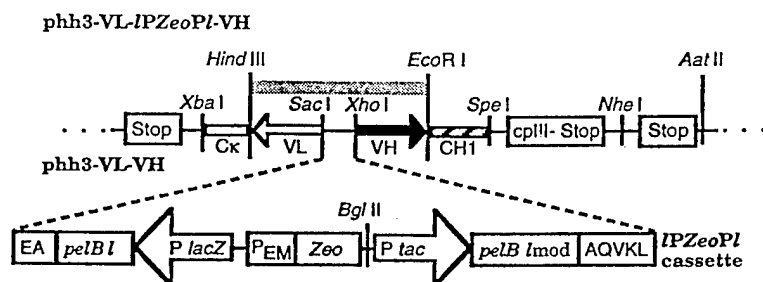 phh3-VL-lPZeoPl-VH
Hind III
EcoR I
Aat II
Xba I
Sac I
Xho I
Spe I
Nhe I
Stop
Cκ
VL
VH
CH1
cpIII- Stop
Stop
phh3-VL-VH
Bgl II
EA
pelB l
P lacZ
PEM
Zeo
P tac
pelB lmod
AQVKL
lPZeoPl
cassette